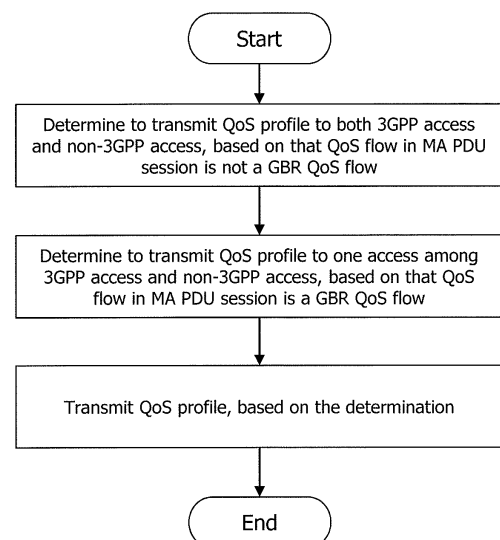 Start
Determine to transmit QoS profile to both 3GPP access
and non-3GPP access, based on that QoS flow in MA PDU
session is not a GBR QoS flow
Determine to transmit QoS profile to one access among
3GPP access and non-3GPP access, based on that QoS
flow in MA PDU session is a GBR QoS flow
Transmit QoS profile, based on the determination
End